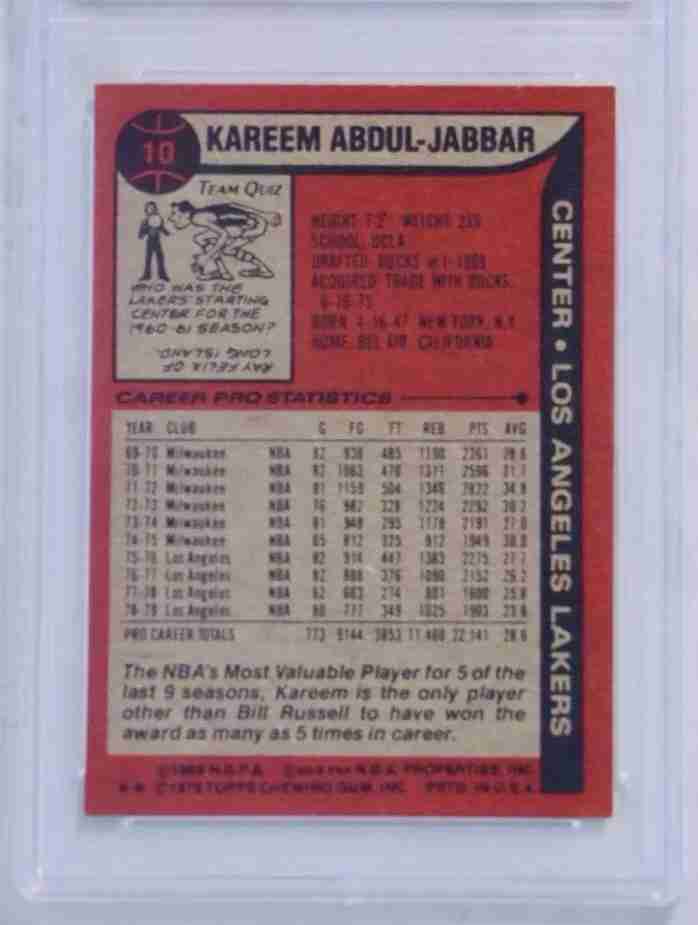 10
KAREEM ABDUL-JABBAR
CENTER • LOS ANGELES LAKERS
TEAM QUIZ
WHO WAS THE
LAKERS' STARTING
CENTER FOR THE
1960-61 SEASON?
RAY FELIX OF
LONG ISLAND.
HEIGHT 7-2 WEIGHT
SCHOOL, UCLA
DRAFTED BUCKS #1-1969
ACQUIRED TRADE WITH BUCKS,
6-16-75
BORN 4-16-47 NEW YORK, N.Y.
HOME, BEL AIR, CALIFORNIA
CAREER PRO STATISTICS
YEAR CLUB G FG FT REB PTS AVG
69-70 Milwaukee NBA 82 938 485 1190 2361 28.8
70-71 Milwaukee NBA 82 1063 470 1311 2596 31.7
71-72 Milwaukee NBA 81 1159 504 1346 2822 34.8
72-73 Milwaukee NBA 76 982 328 1224 2292 30.2
73-74 Milwaukee NBA 81 948 295 1178 2191 27.0
74-75 Milwaukee NBA 65 812 325 912 1949 30.0
75-76 Los Angeles NBA 82 914 447 1383 2275 27.7
76-77 Los Angeles NBA 82 888 376 1090 2152 26.2
77-78 Los Angeles NBA 62 663 274 801 1600 25.8
78-79 Los Angeles NBA 80 777 349 1025 1903 23.8
PRO CAREER TOTALS 773 9144 3853 11460 22,141 28.6
The NBA's Most Valuable Player for 5 of the
last 9 seasons, Kareem is the only player
other than Bill Russell to have won the
award as many as 5 times in career.
N.B.P.A. N.B.A. PROPERTIES, INC.
TOPPS CHEWING GUM, INC. PRTD. IN U.S.A.